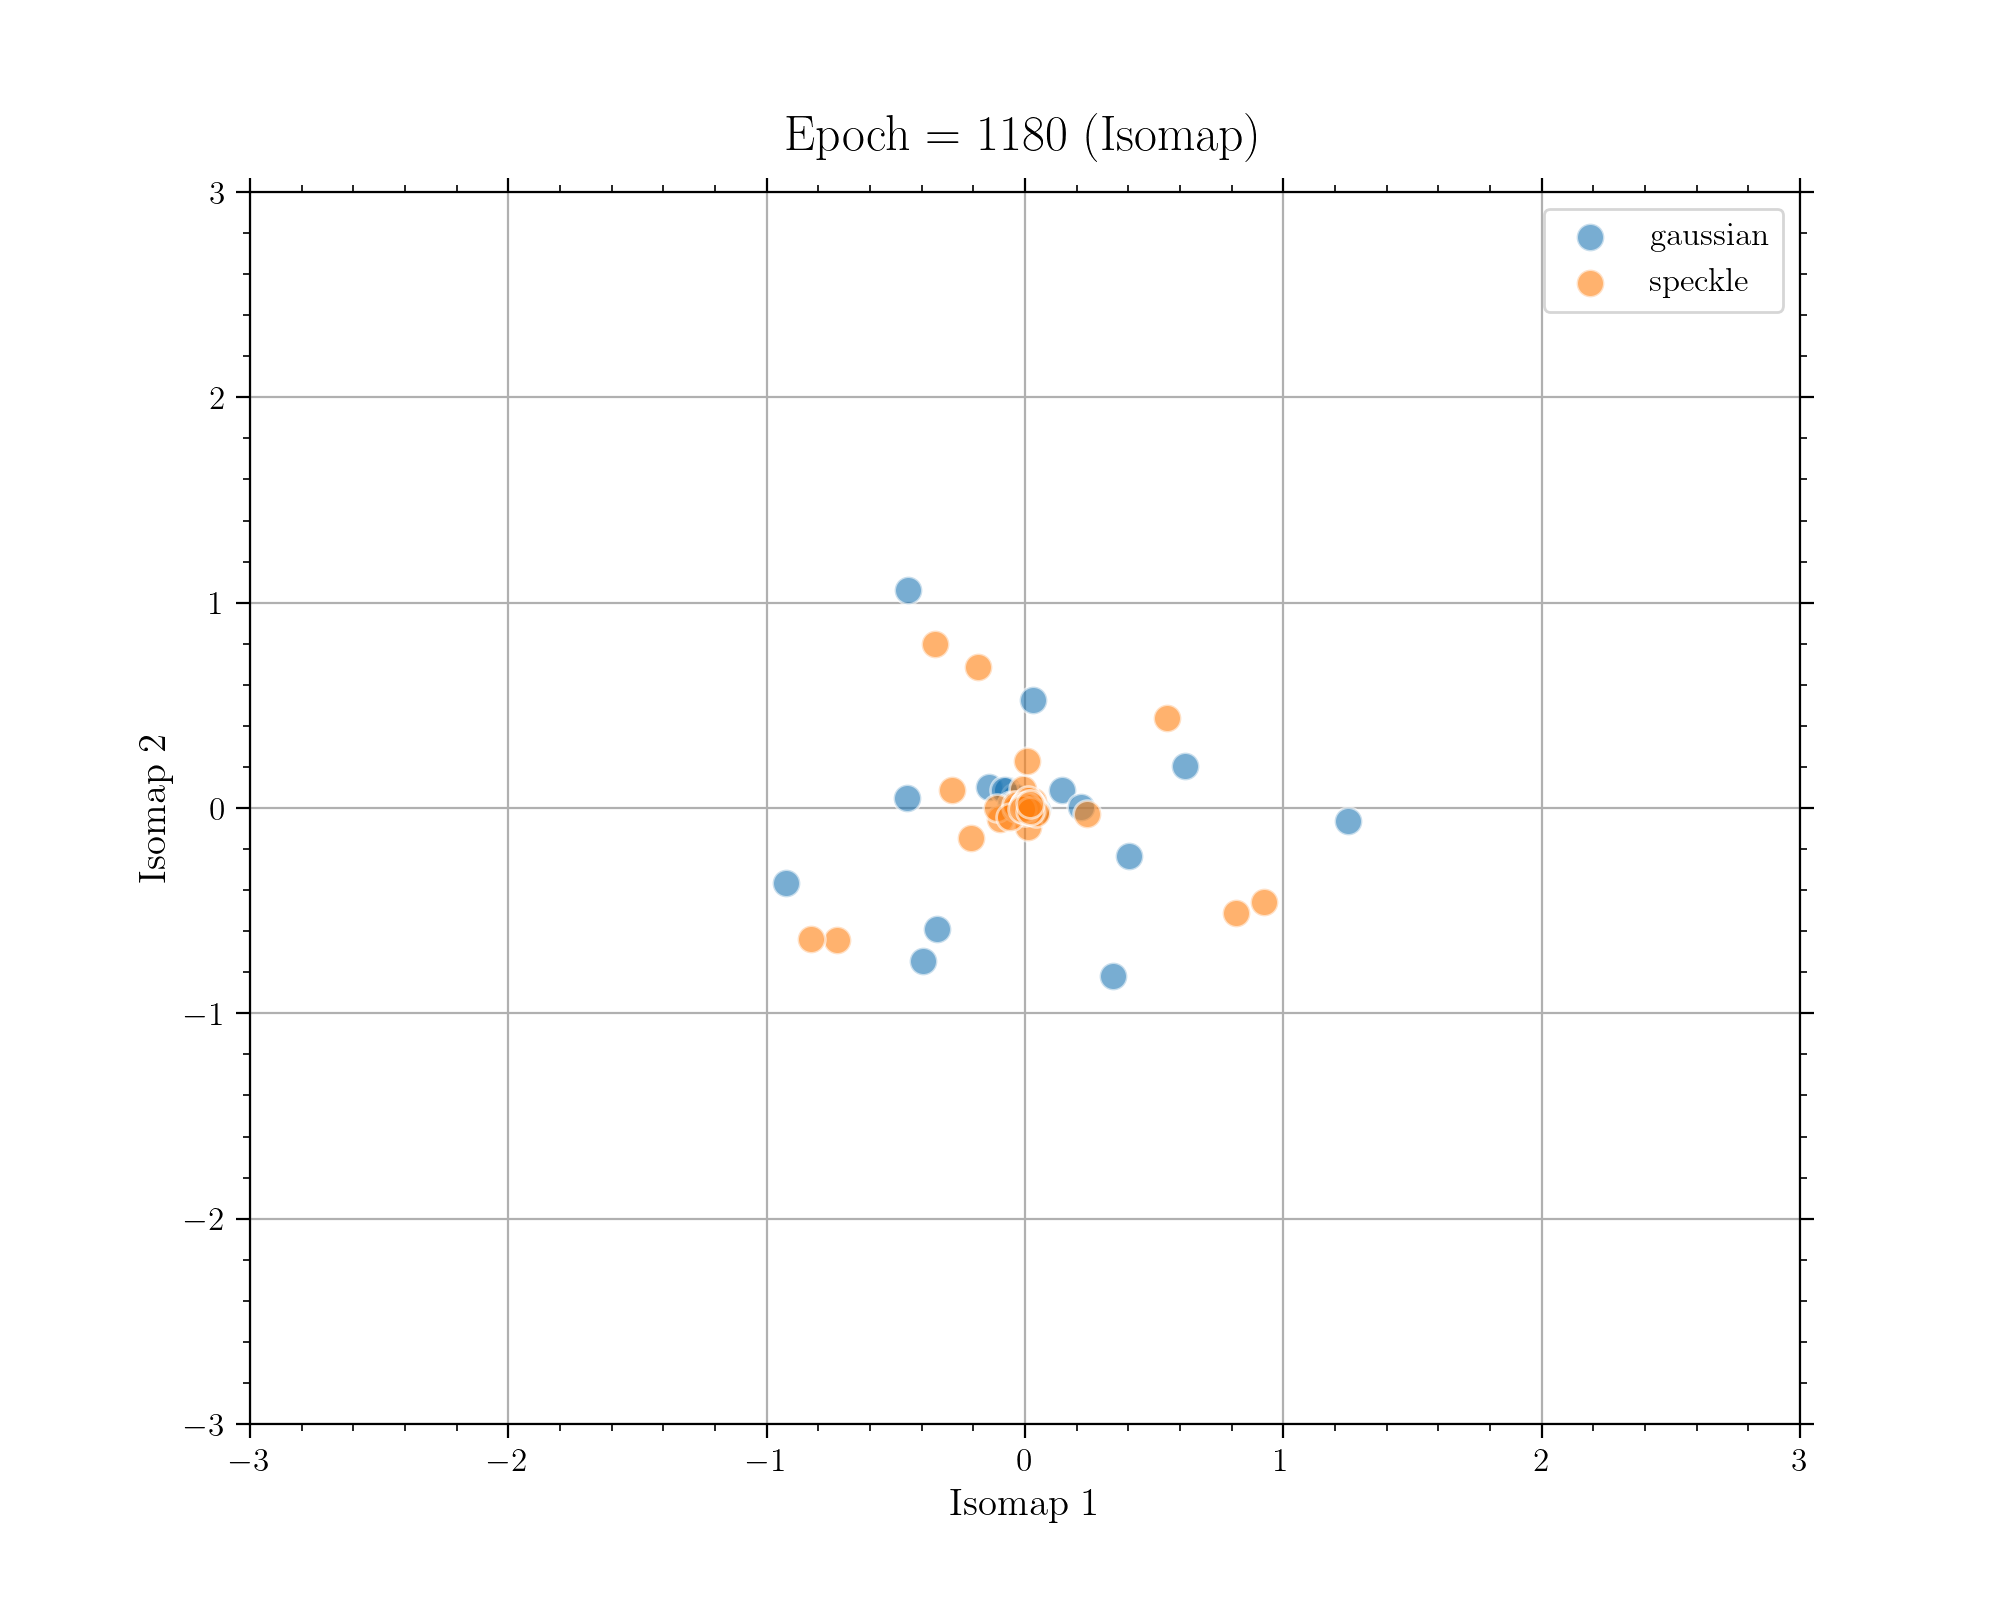 Epoch = 1180 (Isomap)
gaussian
speckle
3
2
1
0
−1
−2
−3
Isomap 2
−3 −2 −1 0 1 2 3
Isomap 1